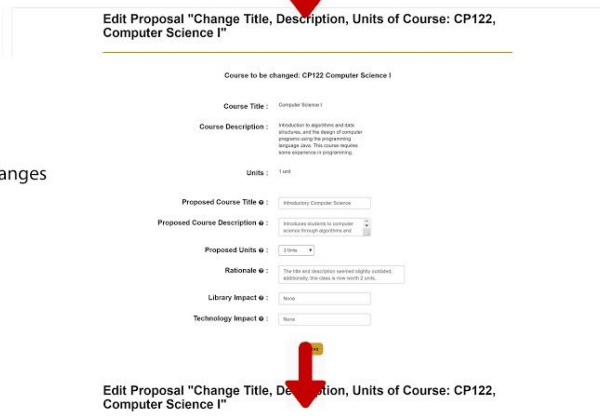 Edit Proposal "Change Title, Description, Units of Course: CP122,
Computer Science I"
Course to be changed: CP122 Computer Science I
Course Title : Computer Science I
Course Description : Introduction to algorithms and data
structures, and the design of computer
programs using the programming
language Java. This course requires
some experience in programming.
anges
Units : 1 unit
Proposed Course Title : Introductory Computer Science
Proposed Course Description : Introduces students to computer
science through algorithms and
Proposed Units : 2 Units
Rationale : The title and description seemed slightly outdated,
additionally, this class is now worth 2 units.
Library Impact : None
Technology Impact : None
Edit Proposal "Change Title, Units of Course: CP122,
Computer Science I"